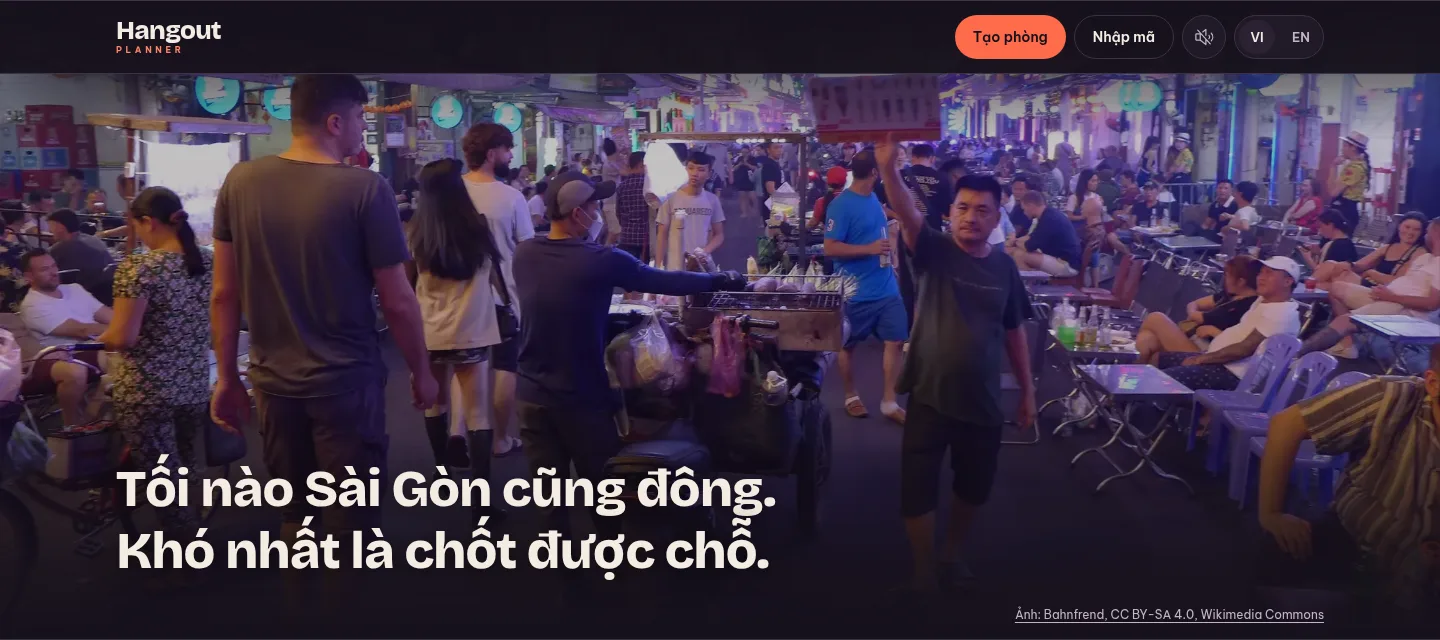 Hangout
PLANNER
Tạo phòng
Nhập mã
VI
EN
Tối nào Sài Gòn cũng đông.
Khó nhất là chốt được chỗ.
Ảnh: Bahnfrend, CC BY-SA 4.0, Wikimedia Commons